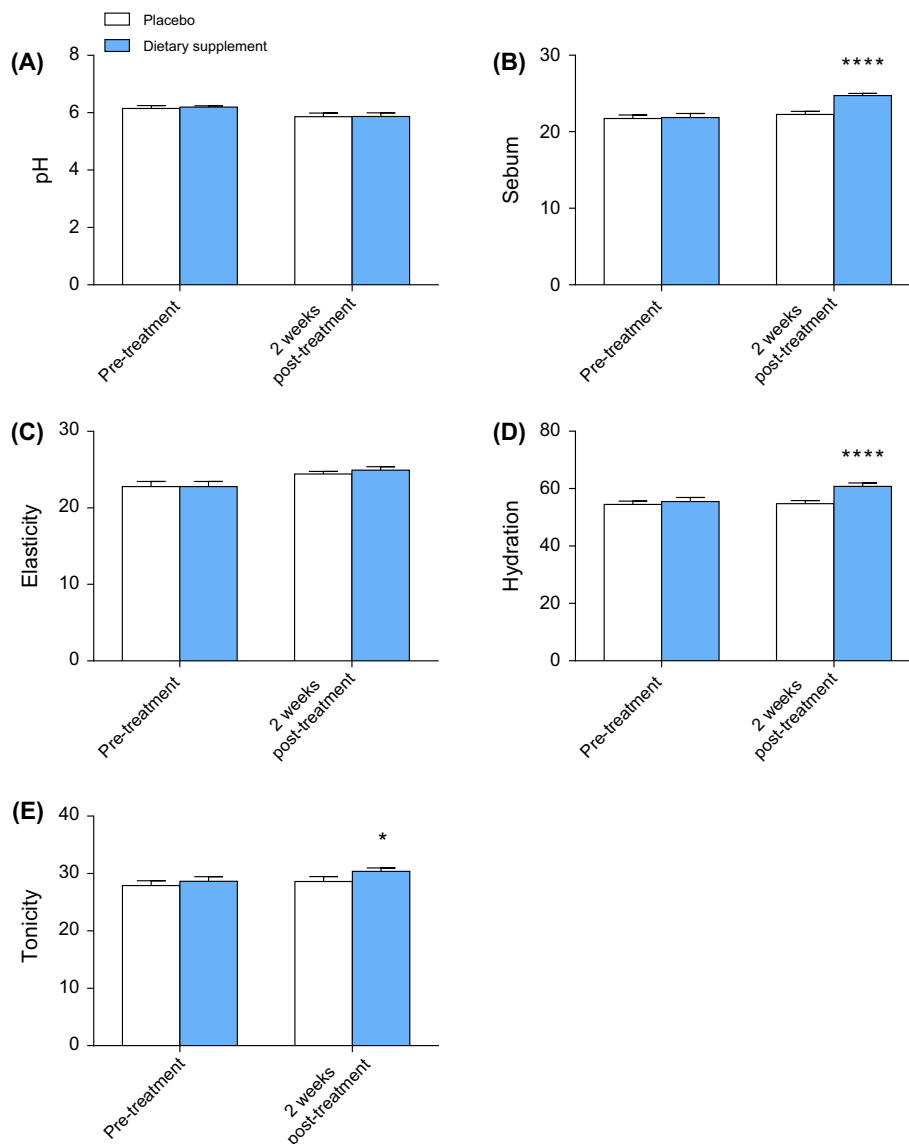 Placebo
Dietary supplement
(A)
8
6
4
2
0
pH
Pre-treatment
2 weeks
post-treatment
(B)
30
20
10
0
Sebum
****
Pre-treatment
2 weeks
post-treatment
(C)
30
20
10
0
Elasticity
Pre-treatment
2 weeks
post-treatment
(D)
80
60
40
20
0
Hydration
****
Pre-treatment
2 weeks
post-treatment
(E)
40
30
20
10
0
Tonicity
*
Pre-treatment
2 weeks
post-treatment